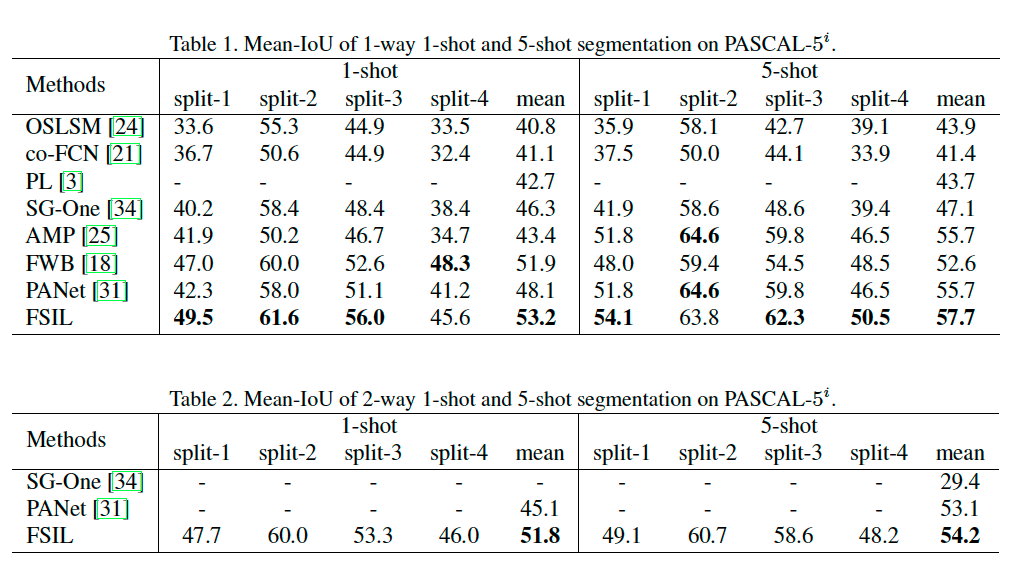 Table 1. Mean-IoU of 1-way 1-shot and 5-shot segmentation on PASCAL-5^i.
Methods 1-shot 5-shot
split-1 split-2 split-3 split-4 mean split-1 split-2 split-3 split-4 mean
OSLSM [24] 33.6 55.3 44.9 33.5 40.8 35.9 58.1 42.7 39.1 43.9
co-FCN [21] 36.7 50.6 44.9 32.4 41.1 37.5 50.0 44.1 33.9 41.4
PL [3] - - - - 42.7 - - - - 43.7
SG-One [34] 40.2 58.4 48.4 38.4 46.3 41.9 58.6 48.6 39.4 47.1
AMP [25] 41.9 50.2 46.7 34.7 43.4 51.8 64.6 59.8 46.5 55.7
FWB [18] 47.0 60.0 52.6 48.3 51.9 48.0 59.4 54.5 48.5 52.6
PANet [31] 42.3 58.0 51.1 41.2 48.1 51.8 64.6 59.8 46.5 55.7
FSIL 49.5 61.6 56.0 45.6 53.2 54.1 63.8 62.3 50.5 57.7
Table 2. Mean-IoU of 2-way 1-shot and 5-shot segmentation on PASCAL-5^i.
Methods 1-shot 5-shot
split-1 split-2 split-3 split-4 mean split-1 split-2 split-3 split-4 mean
SG-One [34] - - - - - - - - - 29.4
PANet [31] - - - - 45.1 - - - - 53.1
FSIL 47.7 60.0 53.3 46.0 51.8 49.1 60.7 58.6 48.2 54.2